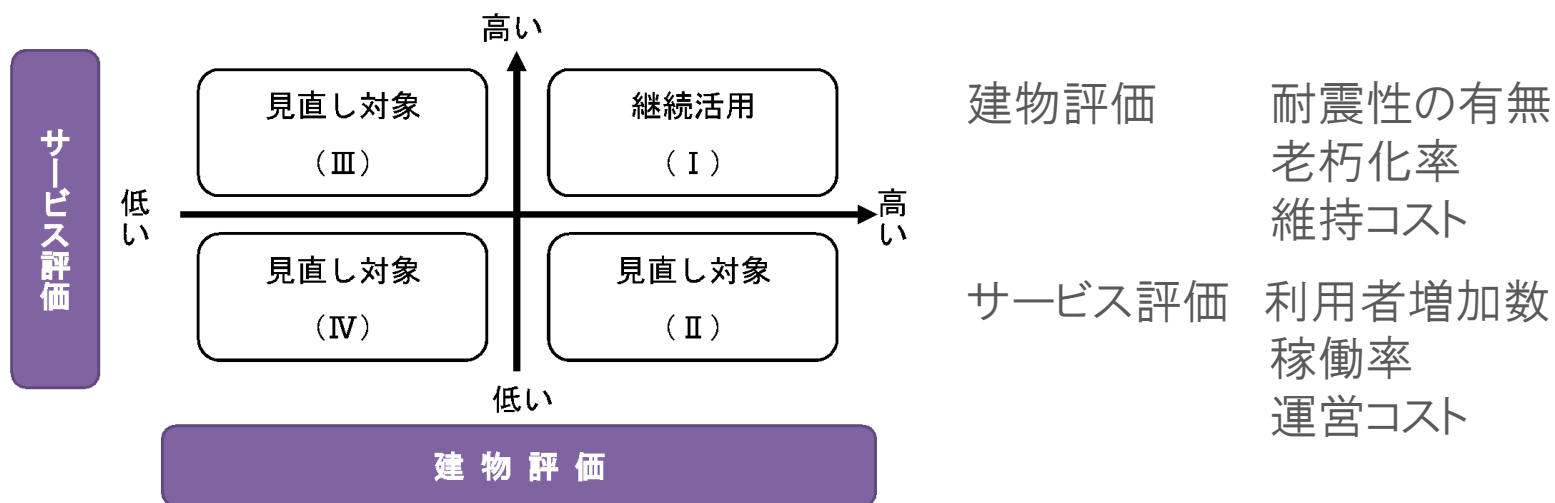 高い
サービス評価
見直し対象
（Ⅲ）
継続活用
（Ⅰ）
低い
高い
見直し対象
（Ⅳ）
見直し対象
（Ⅱ）
低い
建物評価
建物評価 耐震性の有無
老朽化率
維持コスト
サービス評価 利用者増加数
稼働率
運営コスト